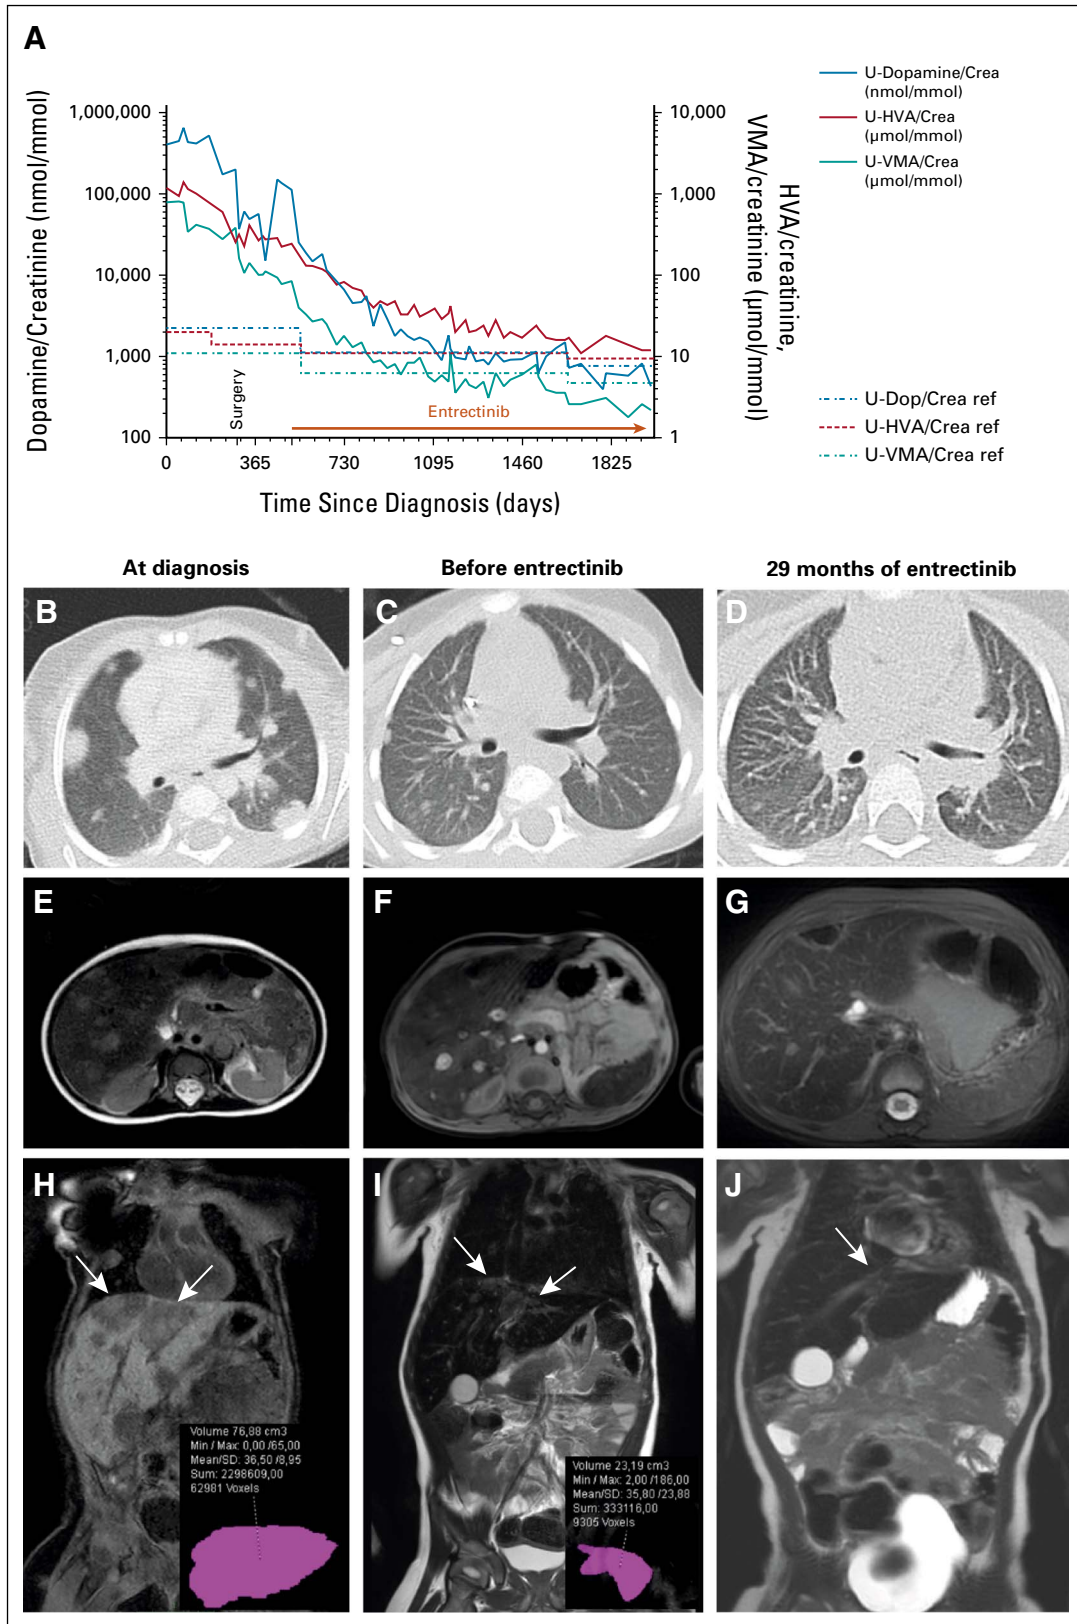 A
Dopamine/Creatinine (nmol/mmol)
1,000,000
100,000
10,000
1,000
100
10,000
1,000
100
10
1
HVA/creatinine,
VMA/creatinine (µmol/mmol)
0
365
730
1095
1460
1825
Time Since Diagnosis (days)
Surgery
Entrectinib
U-Dopamine/Crea
(nmol/mmol)
U-HVA/Crea
(µmol/mmol)
U-VMA/Crea
(µmol/mmol)
U-Dop/Crea ref
U-HVA/Crea ref
U-VMA/Crea ref
At diagnosis
Before entrectinib
29 months of entrectinib
B
C
D
E
F
G
H
I
J
Volume 76,88 cm3
Min / Max: 0,00 /65,00
Mean/SD: 36,50 /8,95
Sum: 2298609,00
62981 Voxels
Volume 23,19 cm3
Min / Max: 2,00 /186,00
Mean/SD: 35,80 /23,88
Sum: 333116,00
9305 Voxels